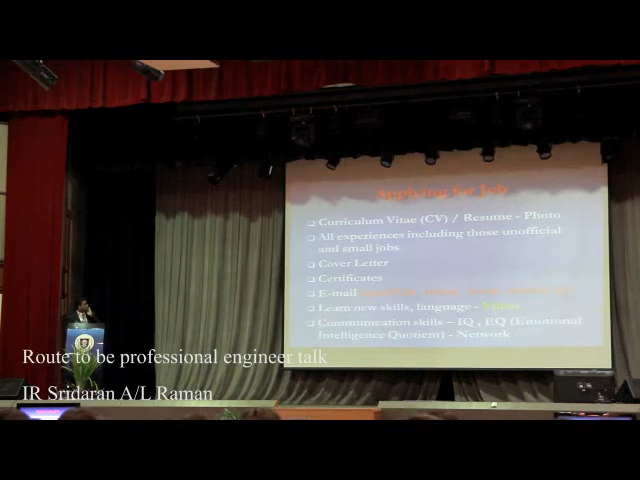 Applying for Job
❑ Curriculum Vitae (CV) / Resume - Photo
❑ All experiences including those unofficial
and small jobs
❑ Cover Letter
❑ Certificates
❑ E-mail
❑ Learn new skills, language -
❑ Communication skills – IQ , EQ (Emotional
Intelligence Quotient) - Network
Route to be professional engineer talk
IR Sridaran A/L Raman